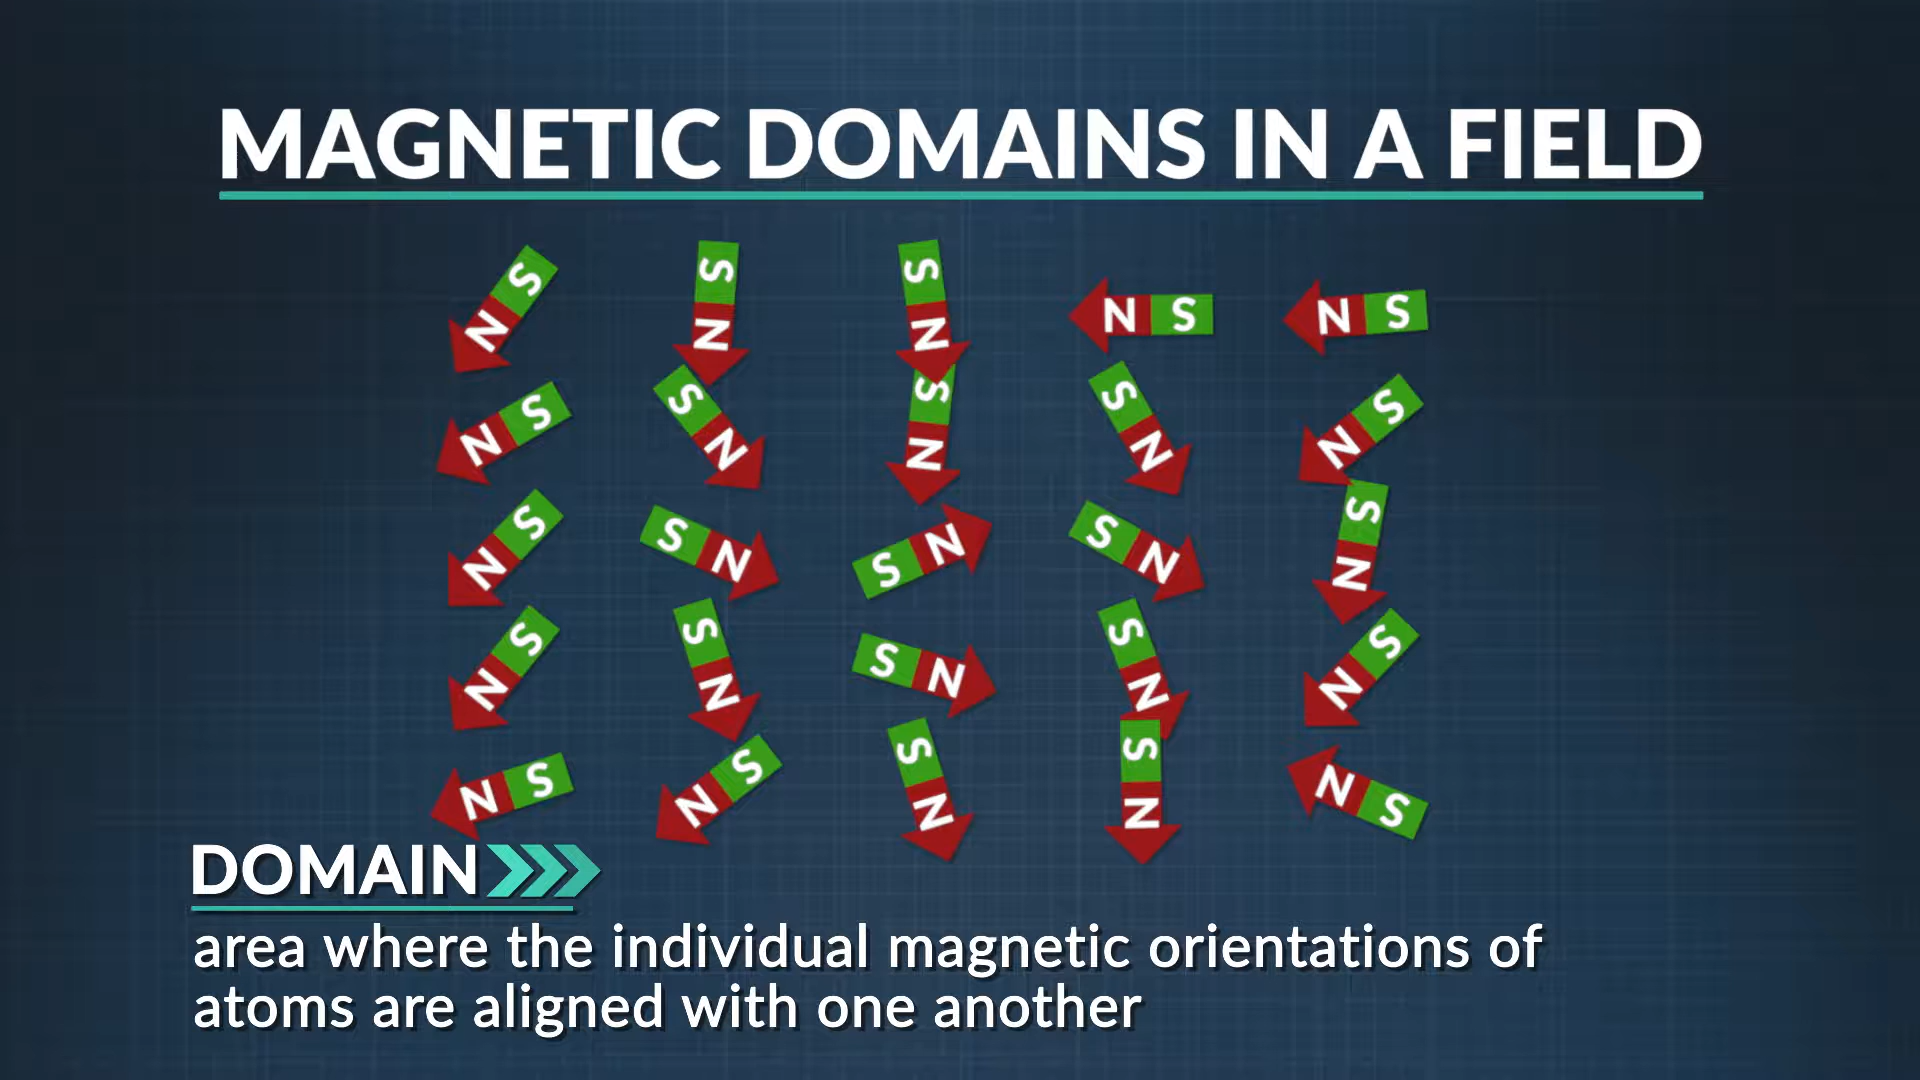 MAGNETIC DOMAINS IN A FIELD
N S S N S N N S N S
N S S N S N S N N S
N S S N S N S N S N
N S S N S N S N N S
N S N S S N S N N S
DOMAIN
area where the individual magnetic orientations of
atoms are aligned with one another